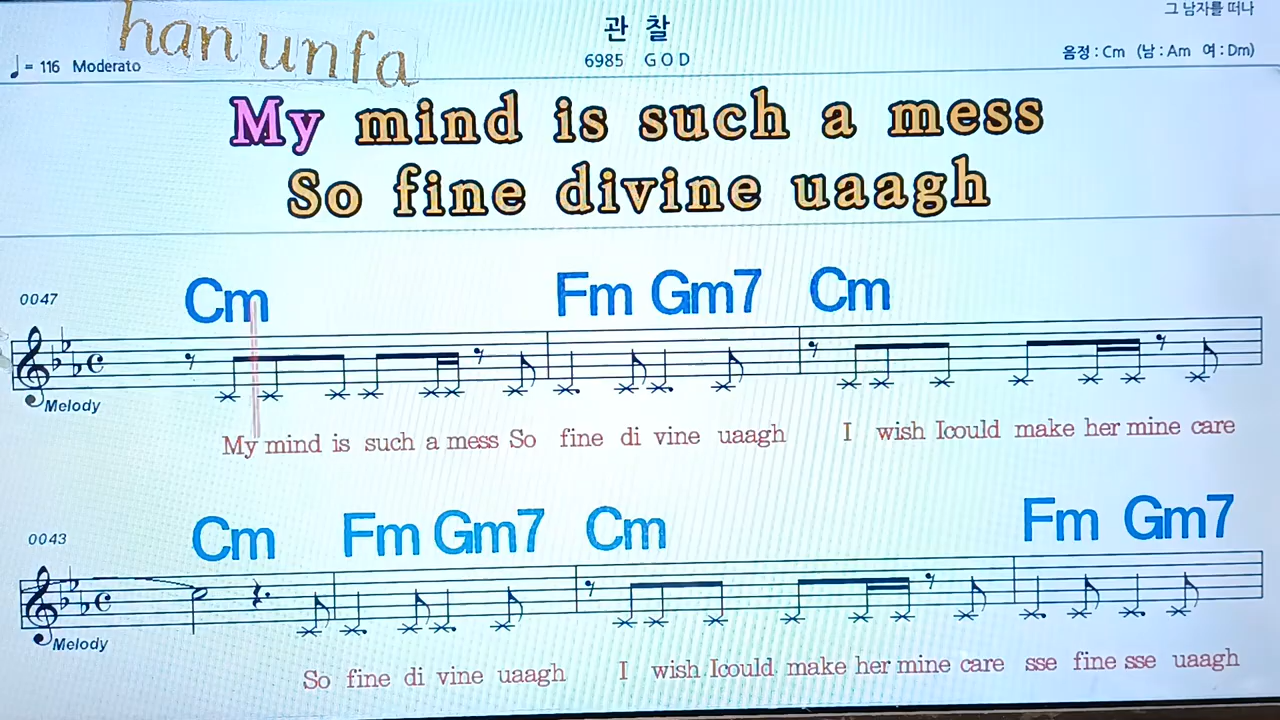 han unfa
관 찰
그 남자를 떠나
♩= 116 Moderato
6985 G O D
음정 : Cm (남 : Am 여 : Dm)
My mind is such a mess
So fine divine uaagh
0047
Cm Fm Gm7 Cm
Melody
My mind is such a mess So fine di vine uaagh I wish Icould make her mine care
0043
Cm Fm Gm7 Cm Fm Gm7
Melody
So fine di vine uaagh I wish Icould make her mine care sse fine sse uaagh